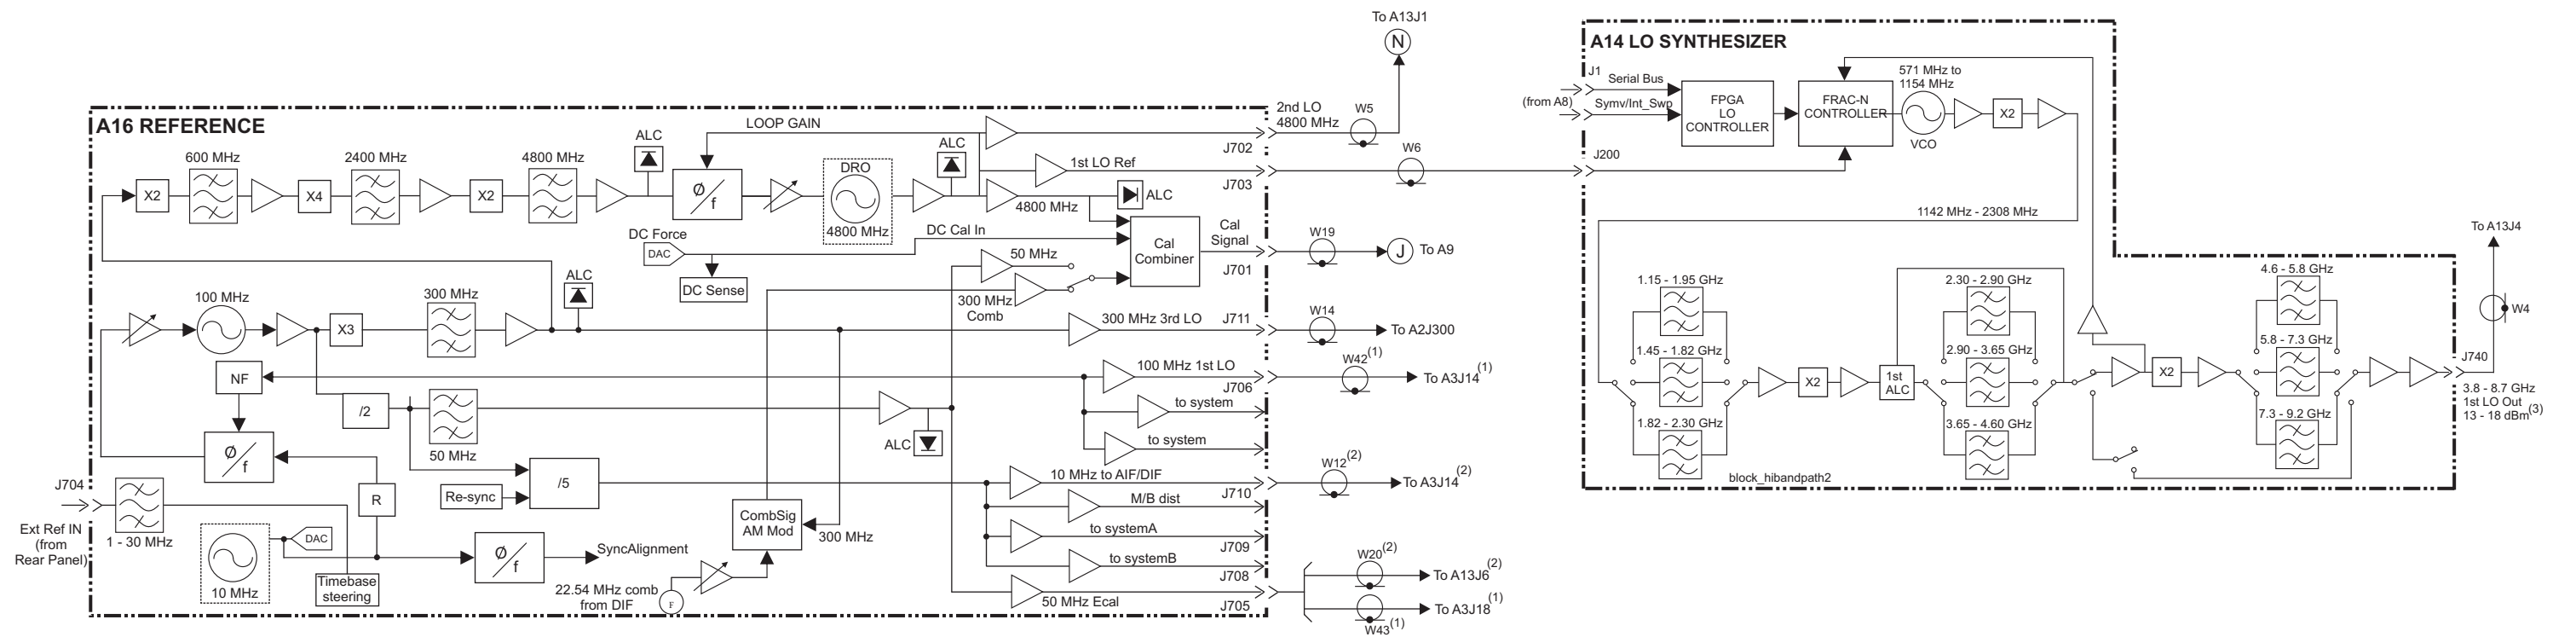 To A13J1
N
A14 LO SYNTHESIZER
J1
Serial Bus
(from A8)
Symv/Int_Swp
FPGA
LO
CONTROLLER
FRAC-N
CONTROLLER
571 MHz to
1154 MHz
VCO
X2
J200
1142 MHz - 2308 MHz
A16 REFERENCE
LOOP GAIN
2nd LO
4800 MHz
W5
J702
W6
1st LO Ref
J703
600 MHz
2400 MHz
4800 MHz
ALC
ALC
X2
X4
X2
Ø/f
DRO
4800 MHz
4800 MHz
ALC
DC Force
DAC
DC Sense
DC Cal In
Cal
Combiner
Cal
Signal
J701
W19
J
To A9
50 MHz
300 MHz
Comb
100 MHz
X3
300 MHz
ALC
300 MHz 3rd LO
J711
W14
To A2J300
NF
100 MHz 1st LO
J706
W42(1)
To A3J14(1)
/2
50 MHz
ALC
to system
to system
Ø/f
R
Re-sync
/5
10 MHz to AIF/DIF
J710
W12(2)
To A3J14(2)
M/B dist
to systemA
J709
to systemB
J708
J704
Ext Ref IN
(from
Rear Panel)
1 - 30 MHz
10 MHz
DAC
Timebase
steering
Ø/f
SyncAlignment
CombSig
AM Mod
300 MHz
22.54 MHz comb
from DIF
F
50 MHz Ecal
J705
W20(2)
To A13J6(2)
W43(1)
To A3J18(1)
1.15 - 1.95 GHz
1.45 - 1.82 GHz
1.82 - 2.30 GHz
X2
1st
ALC
2.30 - 2.90 GHz
2.90 - 3.65 GHz
3.65 - 4.60 GHz
X2
4.6 - 5.8 GHz
5.8 - 7.3 GHz
7.3 - 9.2 GHz
block_hibandpath2
To A13J4
W4
J740
3.8 - 8.7 GHz
1st LO Out
13 - 18 dBm(3)